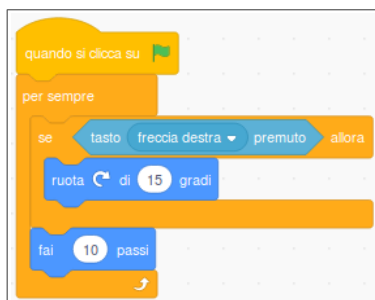 quando si clicca su
per sempre
se tasto freccia destra premuto allora
ruota di 15 gradi
fai 10 passi